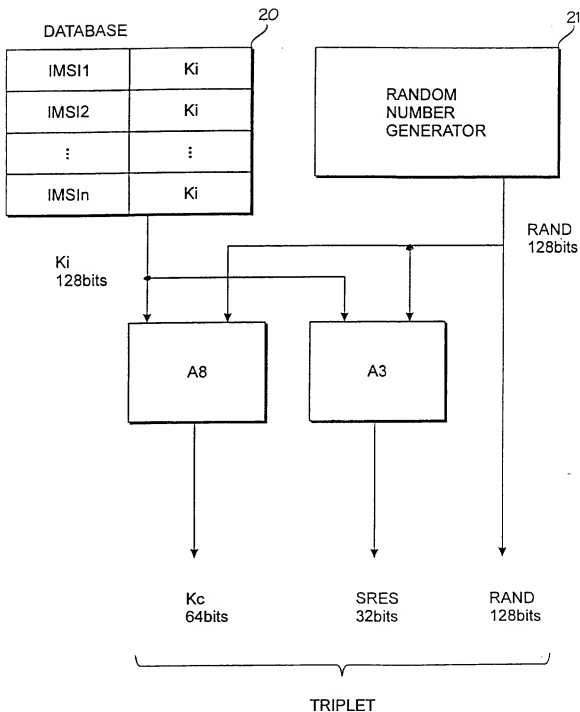 DATABASE
20
21
IMSI1 Ki
IMSI2 Ki
⋮ ⋮
IMSIn Ki
RANDOM
NUMBER
GENERATOR
Ki
128bits
RAND
128bits
A8
A3
Kc
64bits
SRES
32bits
RAND
128bits
TRIPLET